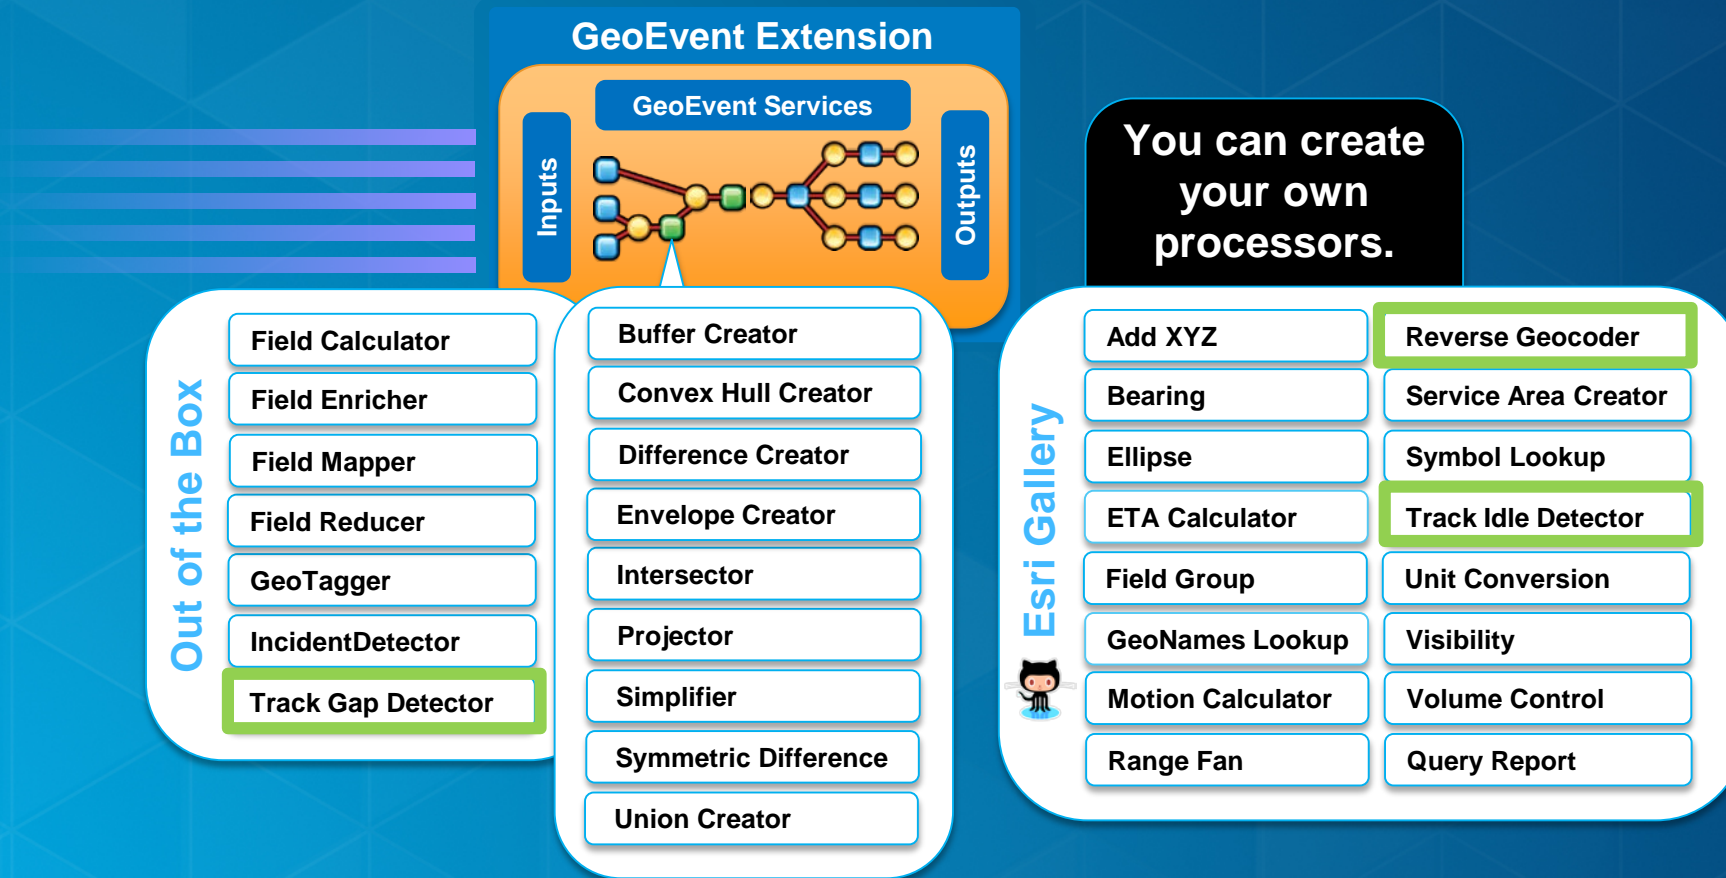 GeoEvent Extension
GeoEvent Services
Inputs
Outputs
You can create
your own
processors.
Out of the Box
Field Calculator
Field Enricher
Field Mapper
Field Reducer
GeoTagger
IncidentDetector
Track Gap Detector
Buffer Creator
Convex Hull Creator
Difference Creator
Envelope Creator
Intersector
Projector
Simplifier
Symmetric Difference
Union Creator
Esri Gallery
Add XYZ
Bearing
Ellipse
ETA Calculator
Field Group
GeoNames Lookup
Motion Calculator
Range Fan
Reverse Geocoder
Service Area Creator
Symbol Lookup
Track Idle Detector
Unit Conversion
Visibility
Volume Control
Query Report